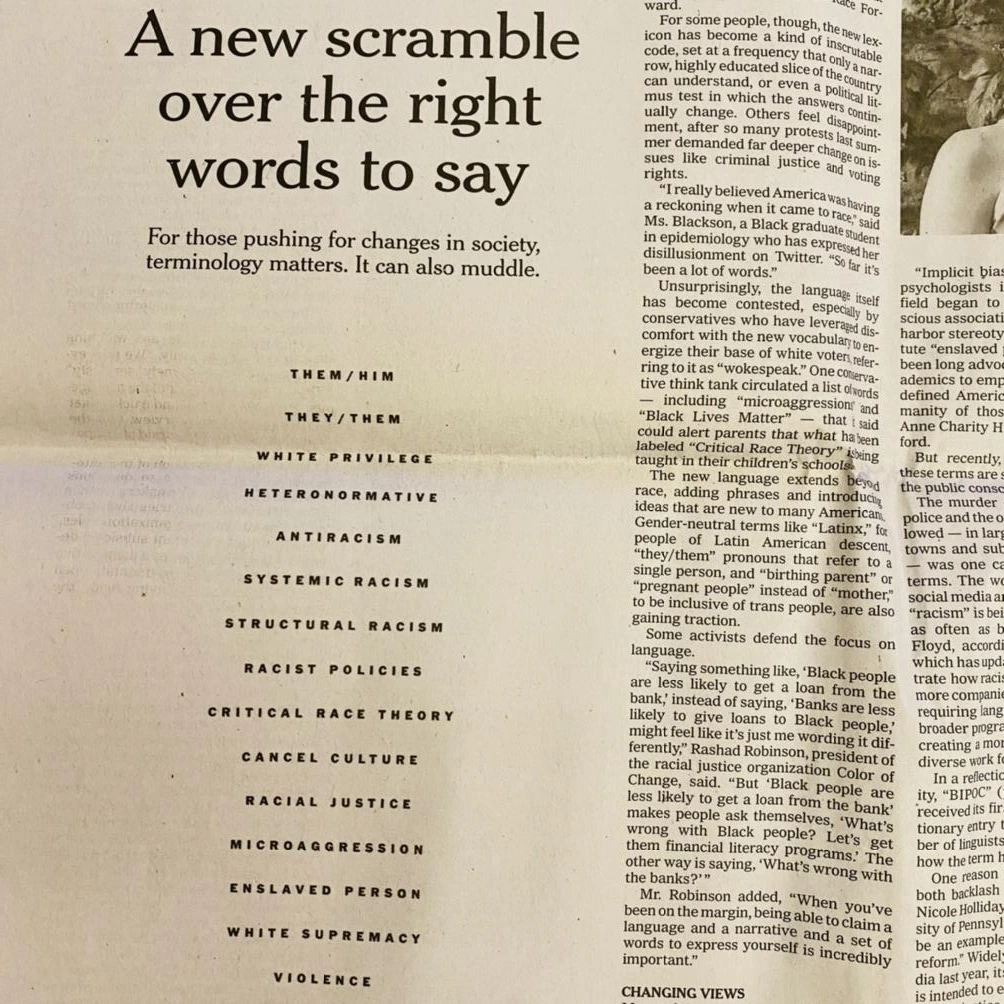 A new scramble
over the right
words to say
For those pushing for changes in society,
terminology matters. It can also muddle.
THEM/HIM
THEY/THEM
WHITE PRIVILEGE
HETERONORMATIVE
ANTIRACISM
SYSTEMIC RACISM
STRUCTURAL RACISM
RACIST POLICIES
CRITICAL RACE THEORY
CANCEL CULTURE
RACIAL JUSTICE
MICROAGGRESSION
ENSLAVED PERSON
WHITE SUPREMACY
VIOLENCE
Race For-
ward.
For some people, though, the new lex-
icon has become a kind of inscrutable
code, set at a frequency that only a nar-
row, highly educated slice of the country
can understand, or even a political lit-
mus test in which the answers contin-
ually change. Others feel disappoint-
ment, after so many protests last sum-
mer demanded far deeper change on is-
sues like criminal justice and voting
rights.
“I really believed America was having
a reckoning when it came to race,” said
Ms. Blackson, a Black graduate student
in epidemiology who has expressed her
disillusionment on Twitter. “So far it’s
been a lot of words.”
Unsurprisingly, the language itself
has become contested, especially by
conservatives who have leveraged dis-
comfort with the new vocabulary to en-
ergize their base of white voters, refer-
ring to it as “wokespeak.” One conserva-
tive think tank circulated a list of words
— including “microaggression” and
“Black Lives Matter” — that it said
could alert parents that what has been
labeled “Critical Race Theory” is being
taught in their children’s schools.
The new language extends beyond
race, adding phrases and introducing
ideas that are new to many Americans.
Gender-neutral terms like “Latinx,” for
people of Latin American descent,
“they/them” pronouns that refer to a
single person, and “birthing parent” or
“pregnant people” instead of “mother,”
to be inclusive of trans people, are also
gaining traction.
Some activists defend the focus on
language.
“Saying something like, ‘Black people
are less likely to get a loan from the
bank,’ instead of saying, ‘Banks are less
likely to give loans to Black people,’
might feel like it’s just me wording it dif-
ferently,” Rashad Robinson, president of
the racial justice organization Color of
Change, said. “But ‘Black people are
less likely to get a loan from the bank’
makes people ask themselves, ‘What’s
wrong with Black people? Let’s get
them financial literacy programs.’ The
other way is saying, ‘What’s wrong with
the banks?’”
Mr. Robinson added, “When you’ve
been on the margin, being able to claim a
language and a narrative and a set of
words to express yourself is incredibly
important.”
CHANGING VIEWS
“Implicit bias
psychologists i
field began to
scious associati
harbor stereoty
tute “enslaved
been long advoc
ademics to emp
defined Americ
manity of thos
Anne Charity H
ford.
But recently,
these terms are s
the public consc
The murder
police and the o
lowed — in larg
towns and sub
— was one ca
terms. The wo
social media an
“racism” is bei
as often as b
Floyd, accordi
which has upda
trate how racis
more companie
requiring lang
broader progra
creating a mor
diverse work fo
In a reflectio
ity, “BIPOC” (
received its fir
tionary entry t
ber of linguists
how the term h
One reason
both backlash
Nicole Holliday
sity of Pennsyl
be an example
reform.” Widely
dia last year, it
is intended to e